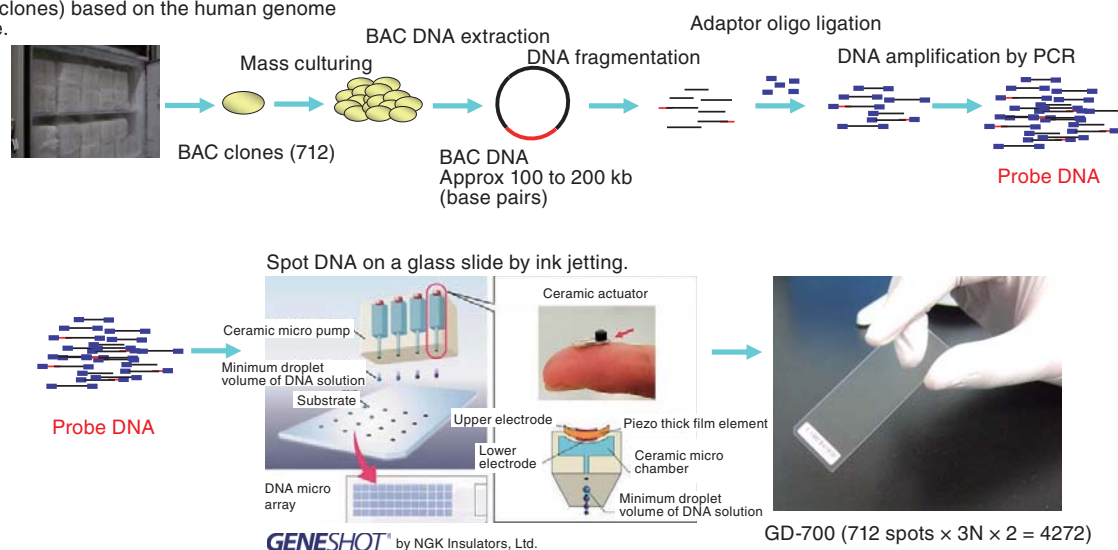 clones) based on the human genome
e.
Mass culturing
BAC DNA extraction
DNA fragmentation
Adaptor oligo ligation
DNA amplification by PCR
BAC clones (712)
BAC DNA
Approx 100 to 200 kb
(base pairs)
Probe DNA
Spot DNA on a glass slide by ink jetting.
Ceramic micro pump
Minimum droplet
volume of DNA solution
Substrate
DNA micro
array
Ceramic actuator
Upper electrode
Piezo thick film element
Lower
electrode
Ceramic micro
chamber
Minimum droplet
volume of DNA solution
Probe DNA
GENESHOT® by NGK Insulators, Ltd.
GD-700 (712 spots × 3N × 2 = 4272)